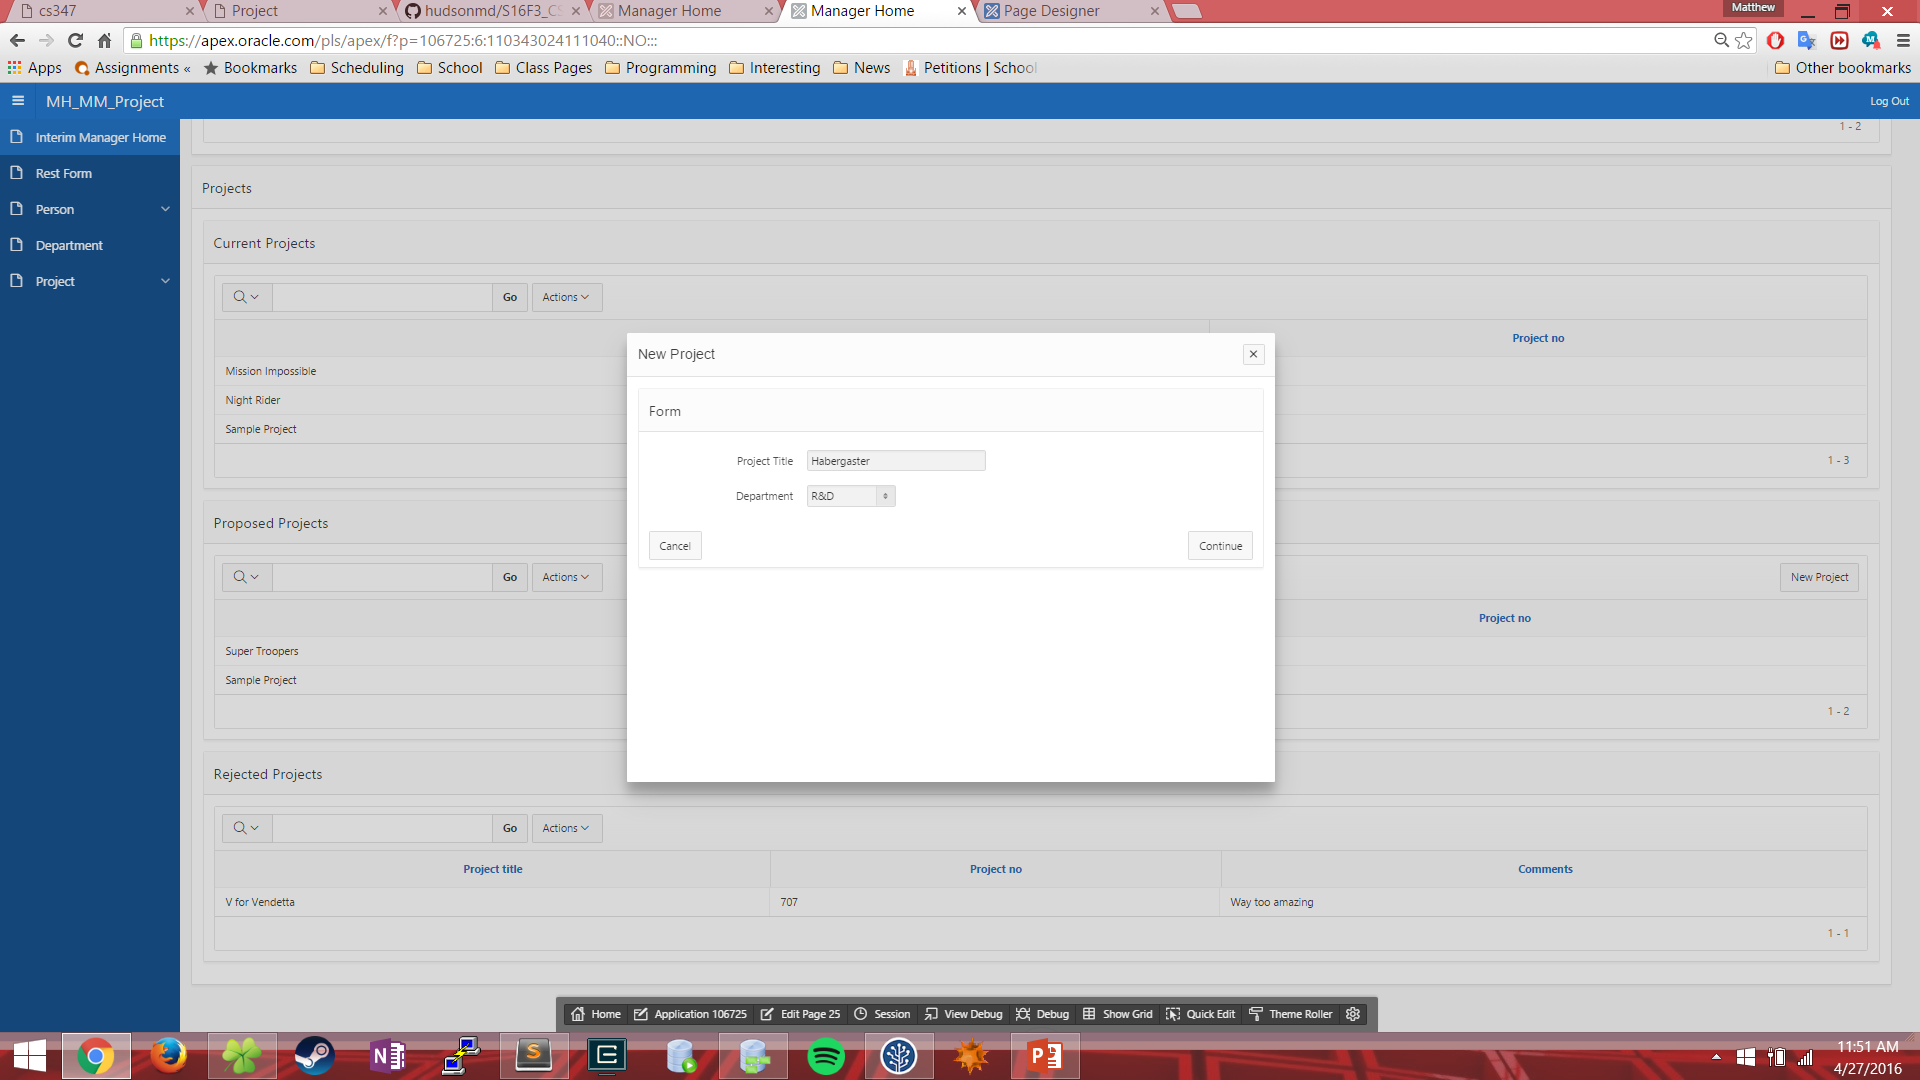 cs347
Project
hudsonmd/S16F3_CS
Manager Home
Manager Home
Page Designer
Matthew
https://apex.oracle.com/pls/apex/f?p=106725:6:110343024111040::NO:::
Apps
Assignments «
Bookmarks
Scheduling
School
Class Pages
Programming
Interesting
News
Petitions | School
Other bookmarks
MH_MM_Project
Log Out
Interim Manager Home
Rest Form
Person
Department
Project
1 - 2
Projects
Current Projects
Go
Actions
Project no
Mission Impossible
Night Rider
Sample Project
1 - 3
New Project
Form
Project Title
Habergaster
Department
R&D
Cancel
Continue
Proposed Projects
Go
Actions
New Project
Project no
Super Troopers
Sample Project
1 - 2
Rejected Projects
Go
Actions
Project title
Project no
Comments
V for Vendetta
707
Way too amazing
1 - 1
Home
Application 106725
Edit Page 25
Session
View Debug
Debug
Show Grid
Quick Edit
Theme Roller
11:51 AM
4/27/2016